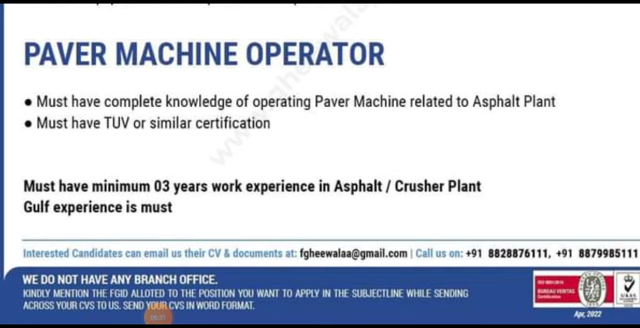 PAVER MACHINE OPERATOR
• Must have complete knowledge of operating Paver Machine related to Asphalt Plant
• Must have TUV or similar certification
Must have minimum 03 years work experience in Asphalt / Crusher Plant
Gulf experience is must
Interested Candidates can email us their CV & documents at: fgheewalaa@gmail.com | Call us on: +91 8828876111, +91 8879985111
WE DO NOT HAVE ANY BRANCH OFFICE.
KINDLY MENTION THE FGID ALLOTED TO THE POSITION YOU WANT TO APPLY IN THE SUBJECTLINE WHILE SENDING
ACROSS YOUR CVS TO US. SEND YOUR CVS IN WORD FORMAT.
BUREAU VERITAS
Certification
UKAS
Apr, 2022